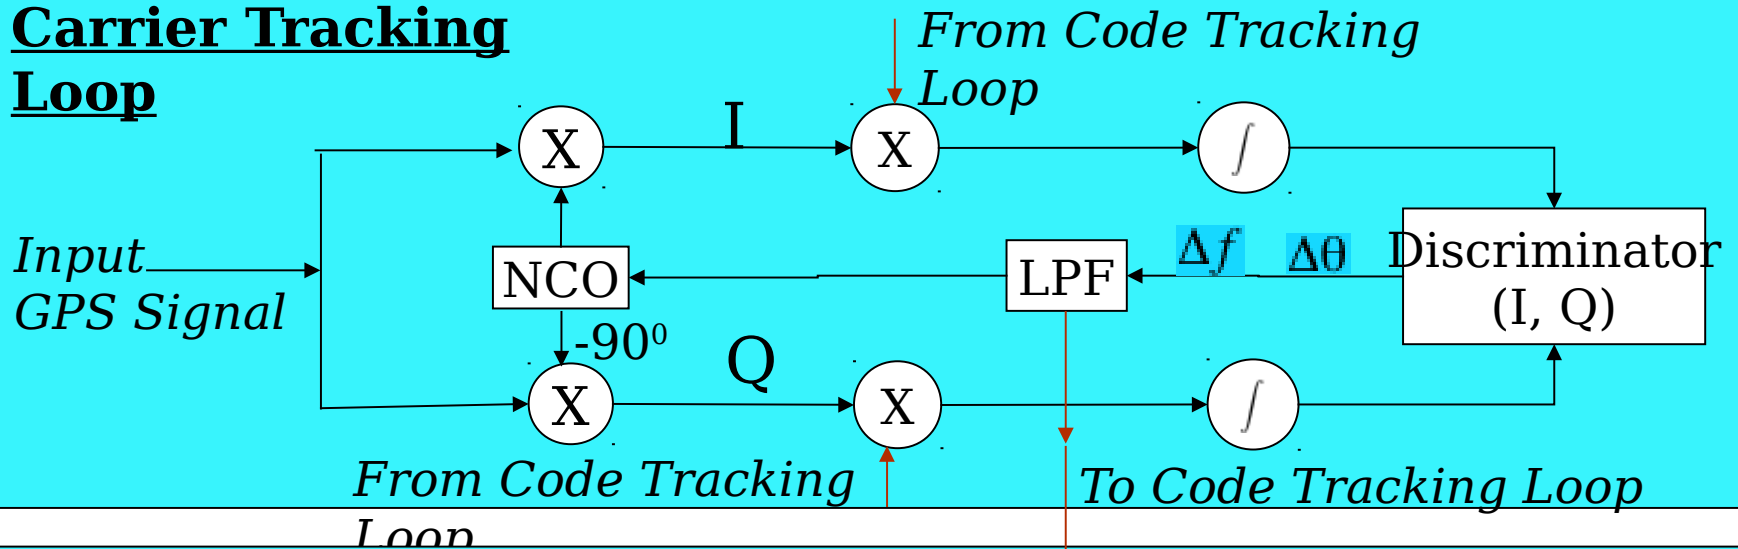 Carrier Tracking
Loop
From Code Tracking
Loop
I
X
X
∫
Input
GPS Signal
NCO
LPF
Δf
Δθ
Discriminator
(I, Q)
-90⁰
Q
X
X
∫
From Code Tracking
Loop
To Code Tracking Loop